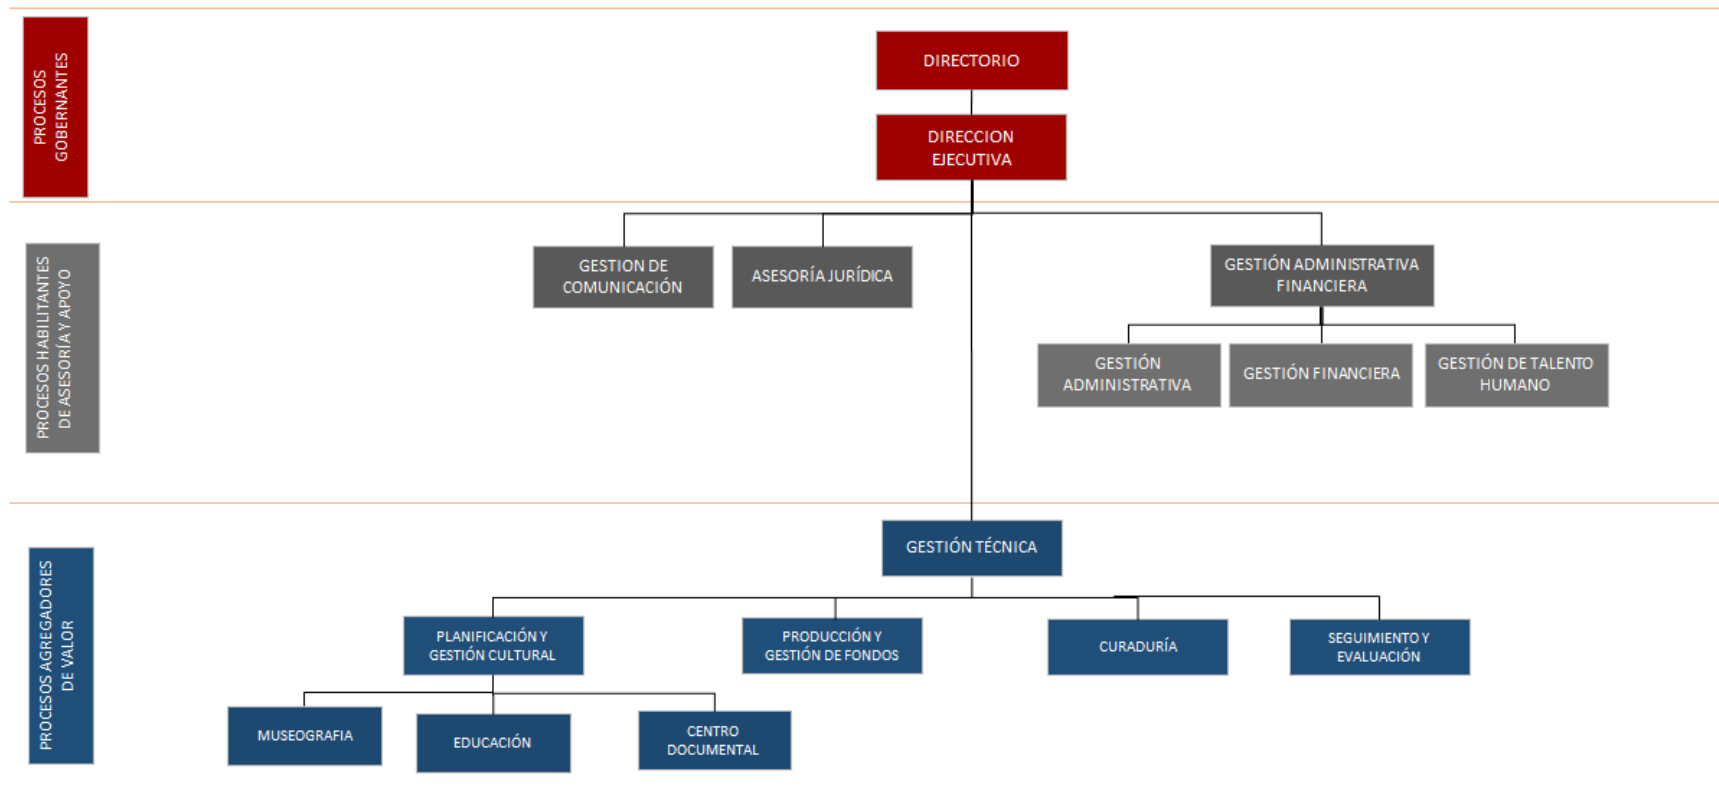 PROCESOS
GOBERNANTES
DIRECTORIO
DIRECCION
EJECUTIVA
PROCESOS HABILITANTES
DE ASESORÍA Y APOYO
GESTION DE
COMUNICACIÓN
ASESORÍA JURÍDICA
GESTIÓN ADMINISTRATIVA
FINANCIERA
GESTIÓN
ADMINISTRATIVA
GESTIÓN FINANCIERA
GESTIÓN DE TALENTO
HUMANO
PROCESOS AGREGADORES
DE VALOR
GESTIÓN TÉCNICA
PLANIFICACIÓN Y
GESTIÓN CULTURAL
PRODUCCIÓN Y
GESTIÓN DE FONDOS
CURADURÍA
SEGUIMIENTO Y
EVALUACIÓN
MUSEOGRAFIA
EDUCACIÓN
CENTRO
DOCUMENTAL